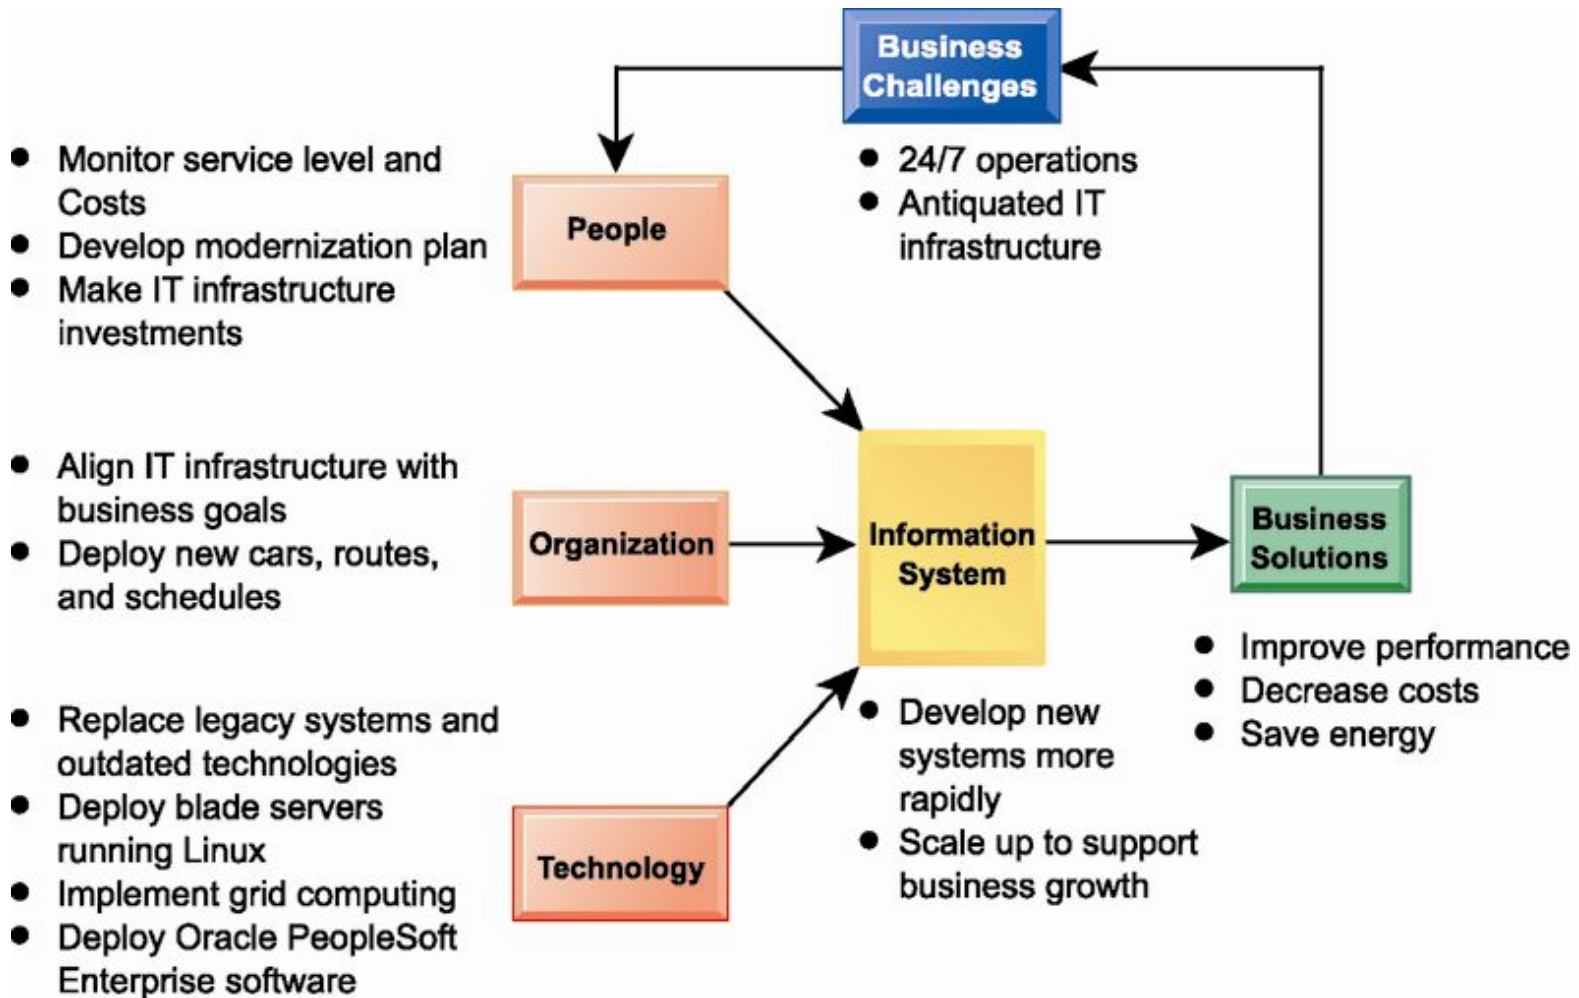 Business
Challenges
● 24/7 operations
● Antiquated IT
infrastructure
People
● Monitor service level and
Costs
● Develop modernization plan
● Make IT infrastructure
investments
Organization
● Align IT infrastructure with
business goals
● Deploy new cars, routes,
and schedules
Technology
● Replace legacy systems and
outdated technologies
● Deploy blade servers
running Linux
● Implement grid computing
● Deploy Oracle PeopleSoft
Enterprise software
Information
System
● Develop new
systems more
rapidly
● Scale up to support
business growth
Business
Solutions
● Improve performance
● Decrease costs
● Save energy